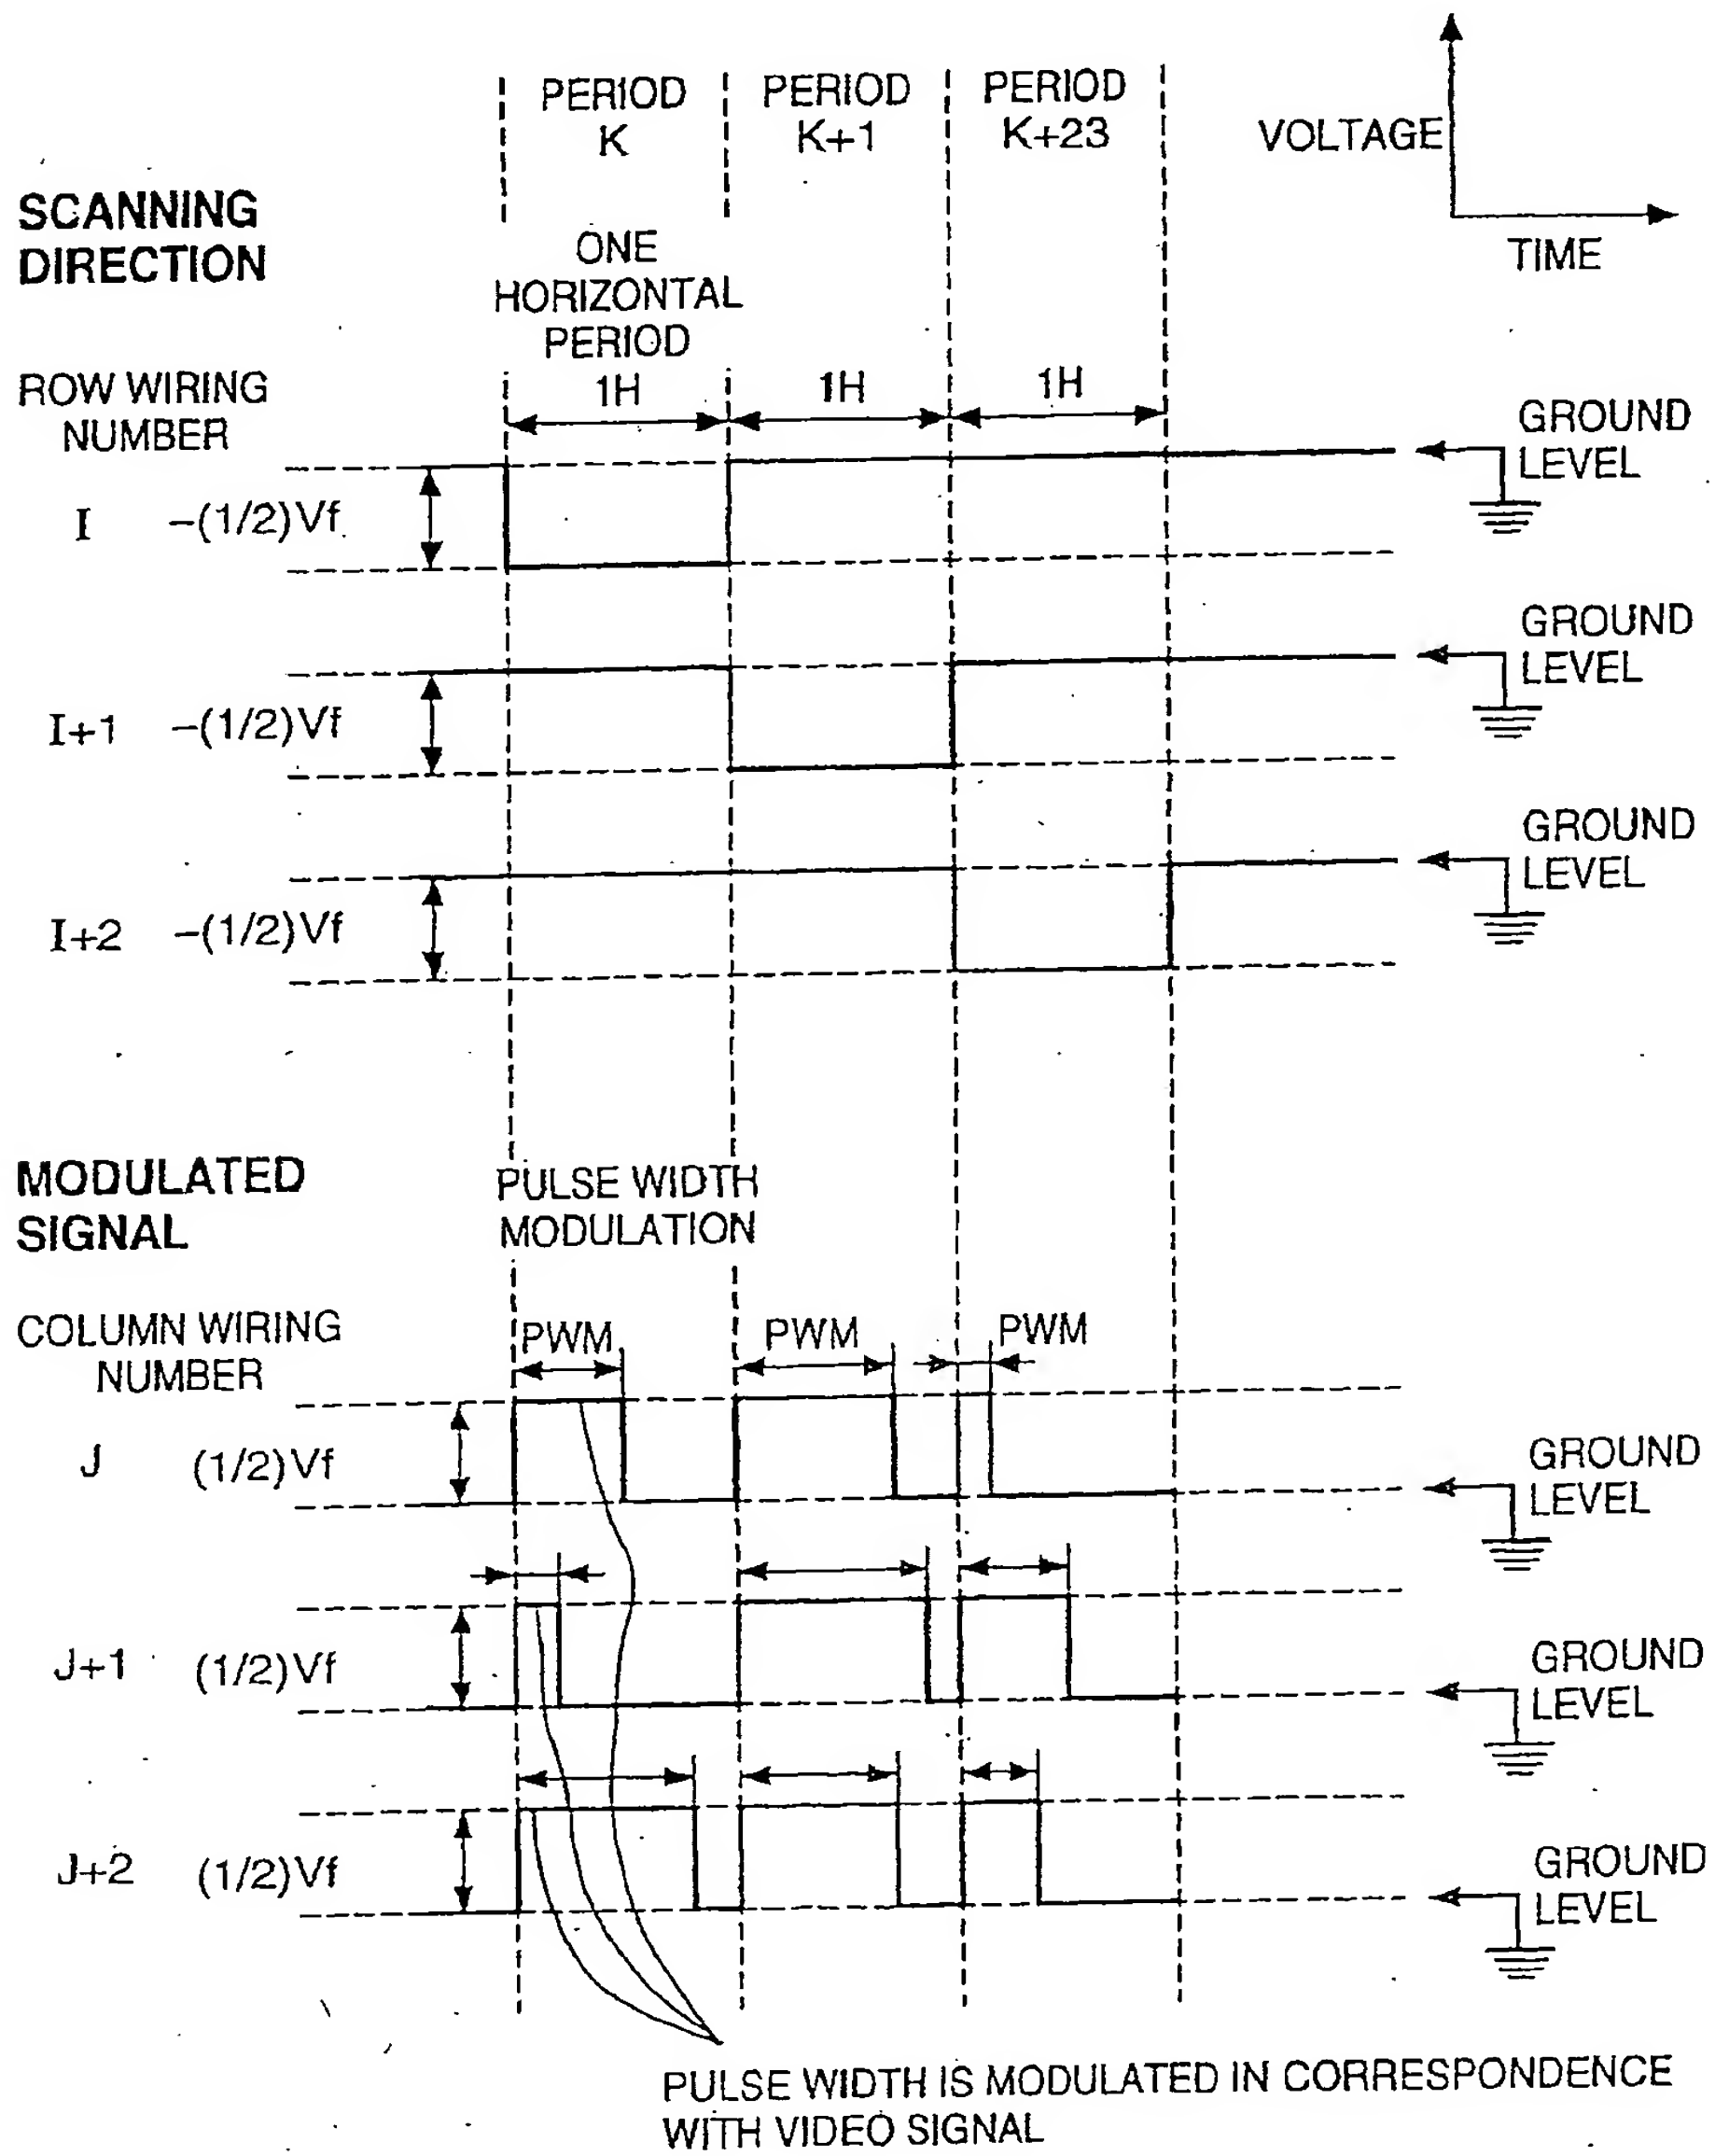 PERIOD
K
PERIOD
K+1
PERIOD
K+23
VOLTAGE
TIME
SCANNING
DIRECTION
ONE
HORIZONTAL
PERIOD
ROW WIRING
NUMBER
1H
1H
1H
GROUND
LEVEL
I
–(1/2)Vf
GROUND
LEVEL
I+1
–(1/2)Vf
GROUND
LEVEL
I+2
–(1/2)Vf
MODULATED
SIGNAL
PULSE WIDTH
MODULATION
COLUMN WIRING
NUMBER
PWM
PWM
PWM
J
(1/2)Vf
GROUND
LEVEL
J+1
(1/2)Vf
GROUND
LEVEL
J+2
(1/2)Vf
GROUND
LEVEL
PULSE WIDTH IS MODULATED IN CORRESPONDENCE
WITH VIDEO SIGNAL